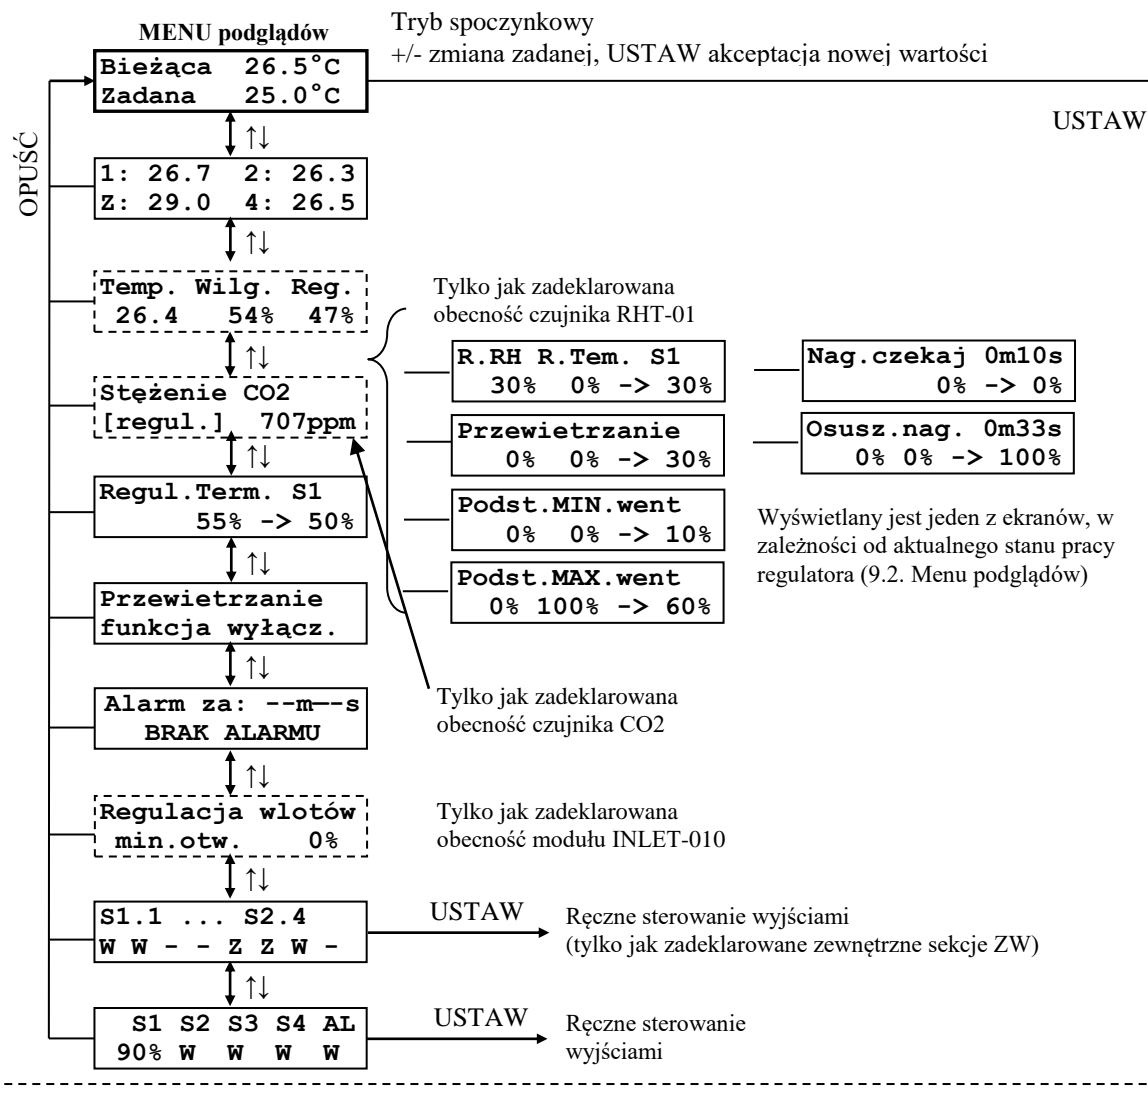 MENU podglądów
Tryb spoczynkowy
+/- zmiana zadanej, USTAW akceptacja nowej wartości
Bieżąca 26.5°C
Zadana 25.0°C
USTAW
OPUŚĆ
↑↓
1: 26.7 2: 26.3
Z: 29.0 4: 26.5
↑↓
Temp. Wilg. Reg.
26.4 54% 47%
Tylko jak zadeklarowana
obecność czujnika RHT-01
↑↓
Stężenie CO2
[regul.] 707ppm
R.RH R.Tem. S1
30% 0% -> 30%
Nag.czekaj 0m10s
0% -> 0%
Przewietrzanie
0% 0% -> 30%
Osusz.nag. 0m33s
0% 0% -> 100%
↑↓
Regul.Term. S1
55% -> 50%
Podst.MIN.went
0% 0% -> 10%
Wyświetlany jest jeden z ekranów, w
zależności od aktualnego stanu pracy
regulatora (9.2. Menu podglądów)
↑↓
Podst.MAX.went
0% 100% -> 60%
Przewietrzanie
funkcja wyłącz.
↑↓
Alarm za: --m--s
BRAK ALARMU
Tylko jak zadeklarowana
obecność czujnika CO2
↑↓
Regulacja wlotów
min.otw. 0%
Tylko jak zadeklarowana
obecność modułu INLET-010
↑↓
S1.1 ... S2.4
W W - - Z Z W -
USTAW
Ręczne sterowanie wyjściami
(tylko jak zadeklarowane zewnętrzne sekcje ZW)
↑↓
S1 S2 S3 S4 AL
90% W W W W
USTAW
Ręczne sterowanie
wyjściami